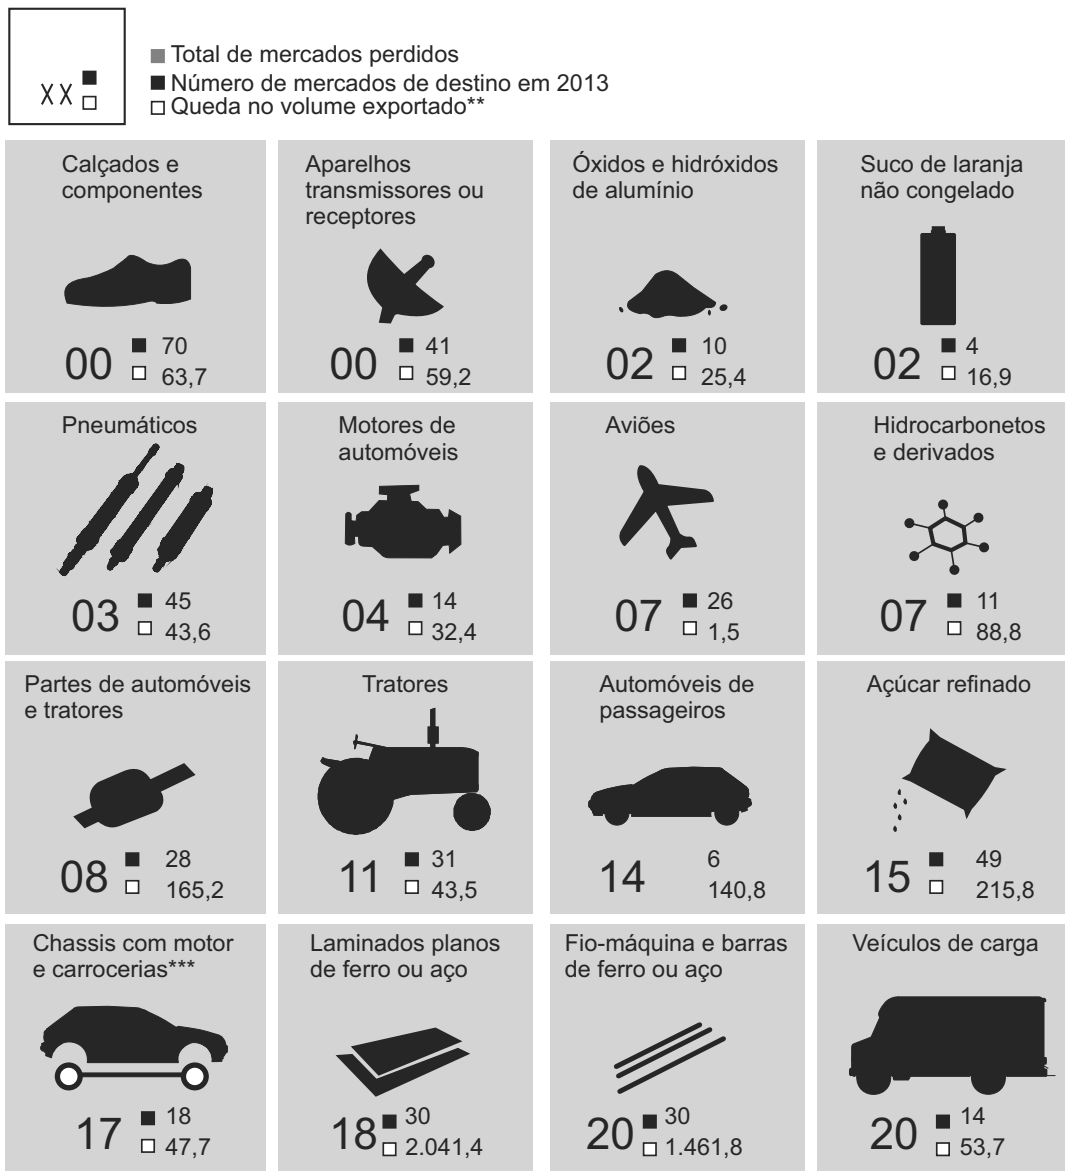 XX
Total de mercados perdidos
Número de mercados de destino em 2013
Queda no volume exportado**
Calçados e
componentes
00
70
63,7
Aparelhos
transmissores ou
receptores
00
41
59,2
Óxidos e hidróxidos
de alumínio
02
10
25,4
Suco de laranja
não congelado
02
4
16,9
Pneumáticos
03
45
43,6
Motores de
automóveis
04
14
32,4
Aviões
07
26
1,5
Hidrocarbonetos
e derivados
07
11
88,8
Partes de automóveis
e tratores
08
28
165,2
Tratores
11
31
43,5
Automóveis de
passageiros
14
6
140,8
Açúcar refinado
15
49
215,8
Chassis com motor
e carrocerias***
17
18
47,7
Laminados planos
de ferro ou aço
18
30
2.041,4
Fio-máquina e barras
de ferro ou aço
20
30
1.461,8
Veículos de carga
20
14
53,7